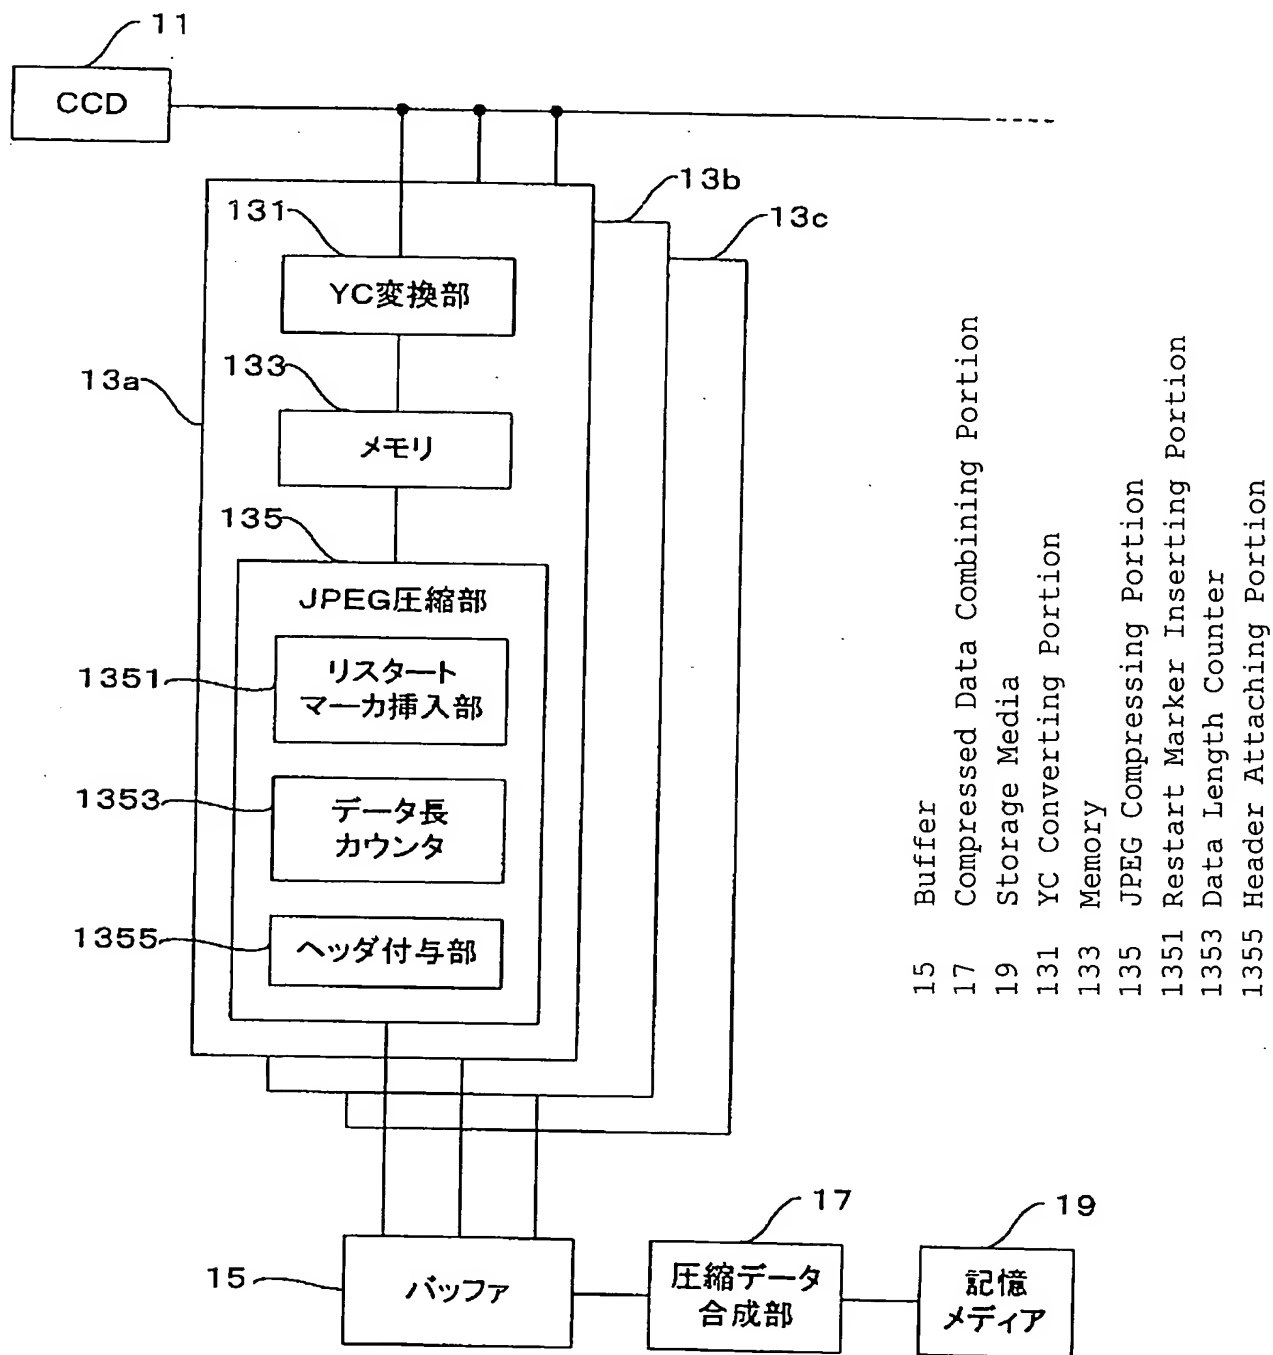 11
CCD
13b
13c
131
YC変換部
13a
133
メモリ
135
JPEG圧縮部
1351
リスタート
マーカ挿入部
1353
データ長
カウンタ
1355
ヘッダ付与部
15
バッファ
17
圧縮データ
合成部
19
記憶
メディア
15 Buffer
17 Compressed Data Combining Portion
19 Storage Media
131 YC Converting Portion
133 Memory
135 JPEG Compressing Portion
1351 Restart Marker Inserting Portion
1353 Data Length Counter
1355 Header Attaching Portion